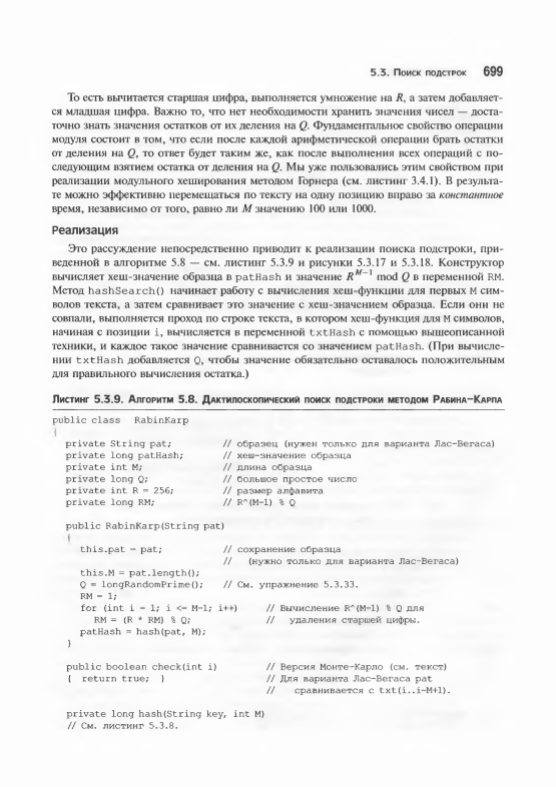 5.3. Поиск подстрок 699
То есть вычитается старшая цифра, выполняется умножение на R, а затем добавляет-
ся младшая цифра. Важно то, что нет необходимости хранить значения чисел — доста-
точно знать значения остатков от их деления на Q. Фундаментальное свойство операции
модуля состоит в том, что если после каждой арифметической операции брать остатки
от деления на Q, то ответ будет таким же, как после выполнения всех операций с по-
следующим взятием остатка от деления на Q. Мы уже пользовались этим свойством при
реализации модульного хеширования методом Горнера (см. листинг 3.4.1). В результа-
те можно эффективно перемещаться по тексту на одну позицию вправо за константное
время, независимо от того, равно ли M значению 100 или 1000.
Реализация
Это рассуждение непосредственно приводит к реализации поиска подстроки, при-
веденной в алгоритме 5.8 — см. листинг 5.3.9 и рисунки 5.3.17 и 5.3.18. Конструктор
вычисляет хеш-значение образца в patHash и значение R^M−1 mod Q в переменной RM.
Метод hashSearch() начинает работу с вычисления хеш-функции для первых M сим-
волов текста, а затем сравнивает это значение с хеш-значением образца. Если они не
совпали, выполняется проход по строке текста, в котором хеш-функция для M символов,
начиная с позиции i, вычисляется в переменной txtHash с помощью вышеописанной
техники, и каждое такое значение сравнивается со значением patHash. (При вычисле-
нии txtHash добавляется Q, чтобы значение обязательно оставалось положительным
для правильного вычисления остатка.)
Листинг 5.3.9. Алгоритм 5.8. Дактилоскопический поиск подстроки методом Рабина–Карпа
public class RabinKarp
{
private String pat; // образец (нужен только для варианта Лас-Вегаса)
private long patHash; // хеш-значение образца
private int M; // длина образца
private long Q; // большое простое число
private int R = 256; // размер алфавита
private long RM; // R^(M-1) % Q
public RabinKarp(String pat)
{
this.pat = pat; // сохранение образца
// (нужно только для варианта Лас-Вегаса)
this.M = pat.length();
Q = longRandomPrime(); // См. упражнение 5.3.33.
RM = 1;
for (int i = 1; i <= M-1; i++) // Вычисление R^(M-1) % Q для
RM = (R * RM) % Q; // удаления старшей цифры.
patHash = hash(pat, M);
}
public boolean check(int i) // Версия Монте-Карло (см. текст)
{ return true; } // Для варианта Лас-Вегаса pat
// сравнивается с txt(i..i-M+1).
private long hash(String key, int M)
// См. листинг 5.3.8.